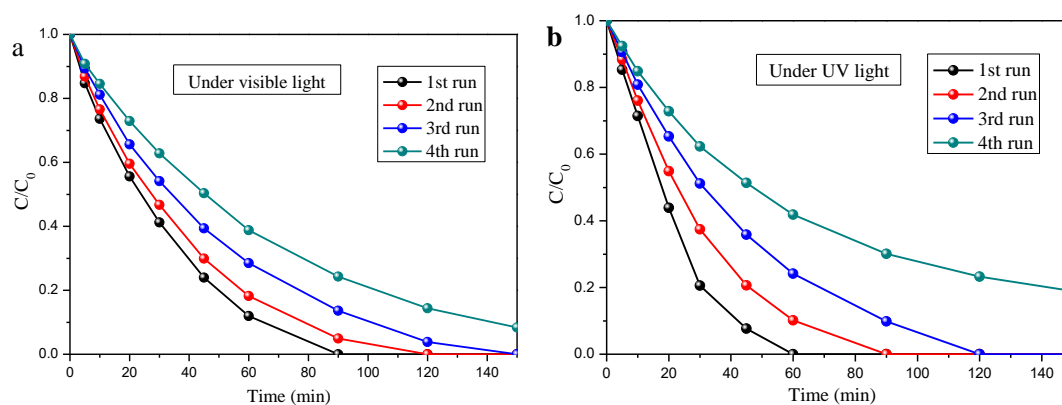 a
Under visible light
1st run
2nd run
3rd run
4th run
C/C0
1.0
0.8
0.6
0.4
0.2
0.0
0 20 40 60 80 100 120 140
Time (min)
b
Under UV light
1st run
2nd run
3rd run
4th run
C/C0
1.0
0.8
0.6
0.4
0.2
0.0
0 20 40 60 80 100 120 140
Time (min)